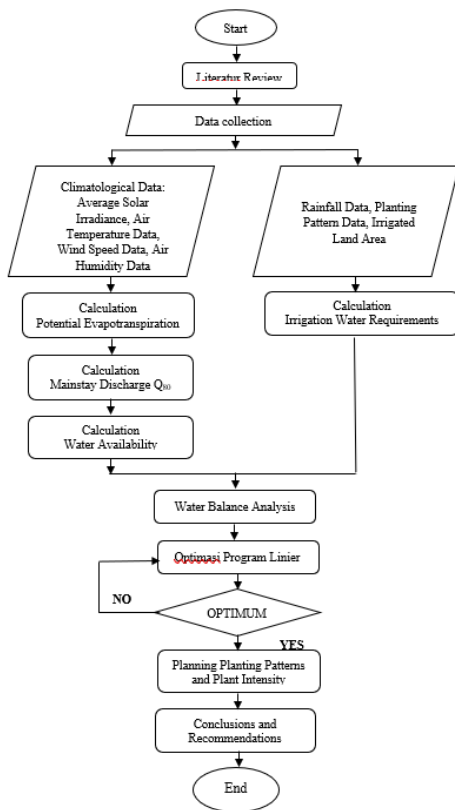 Start
Literatur Review
Data collection
Climatological Data:
Average Solar
Irradiance, Air
Temperature Data,
Wind Speed Data, Air
Humidity Data
Rainfall Data, Planting
Pattern Data, Irrigated
Land Area
Calculation
Potential Evapotranspiration
Calculation
Irrigation Water Requirements
Calculation
Mainstay Discharge Q₈₀
Calculation
Water Availability
Water Balance Analysis
Optimasi Program Linier
NO
OPTIMUM
YES
Planning Planting Patterns
and Plant Intensity
Conclusions and
Recommendations
End